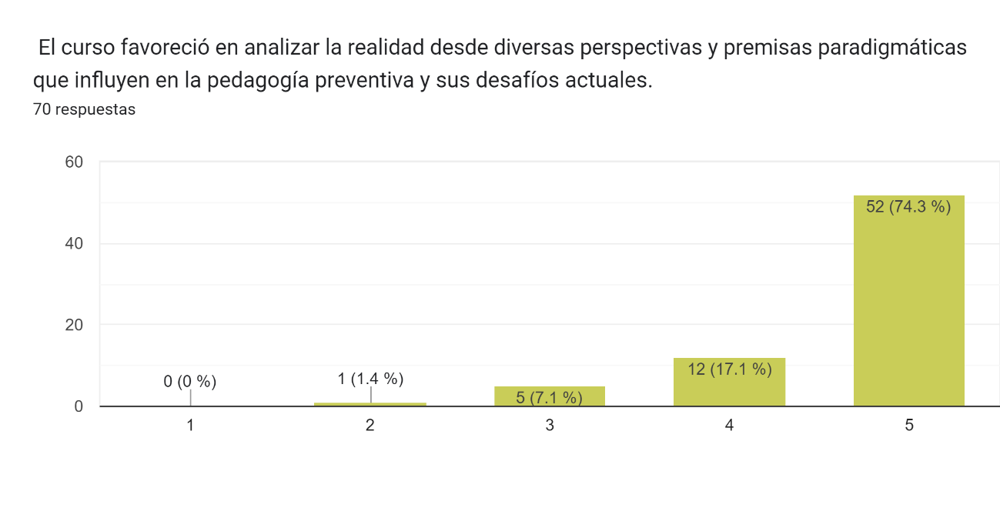 El curso favoreció en analizar la realidad desde diversas perspectivas y premisas paradigmáticas
que influyen en la pedagogía preventiva y sus desafíos actuales.
70 respuestas
60
40
20
0
0 (0 %)
1 (1.4 %)
5 (7.1 %)
12 (17.1 %)
52 (74.3 %)
1
2
3
4
5